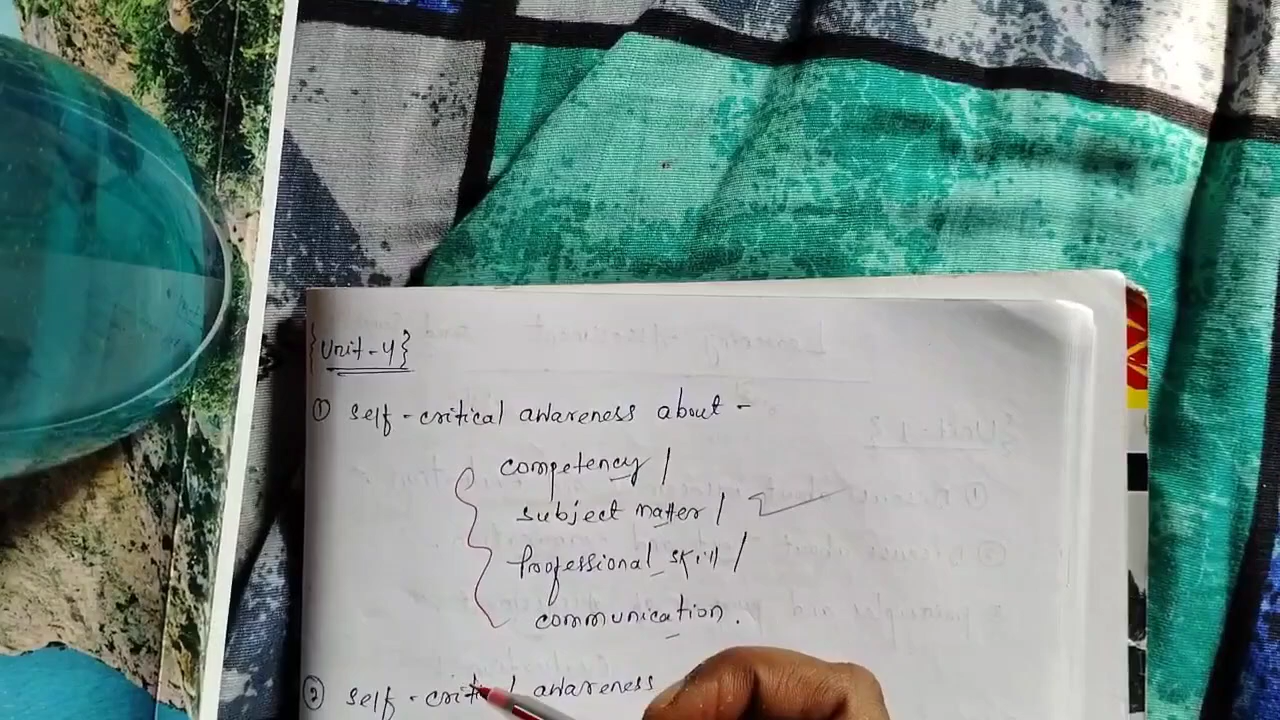 {Unit-4}
① Self-critical awareness about -
competency /
subject matter /
Professional skill /
communication.
② Self-critical awareness